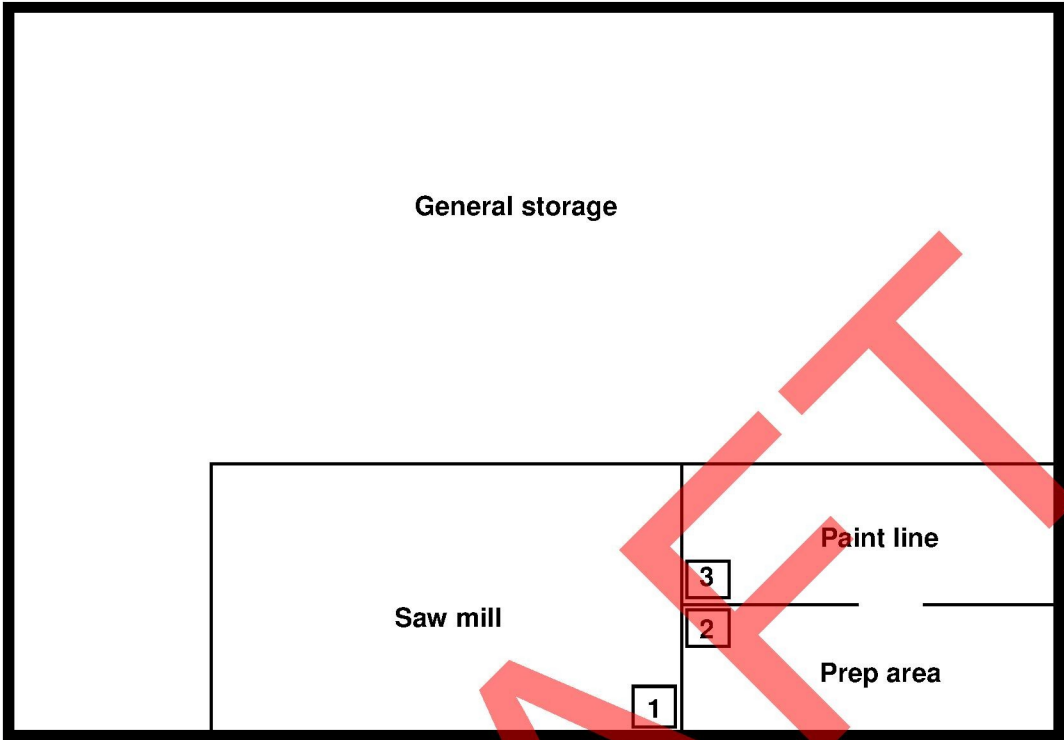 General storage
Paint line
3
Saw mill
2
Prep area
1